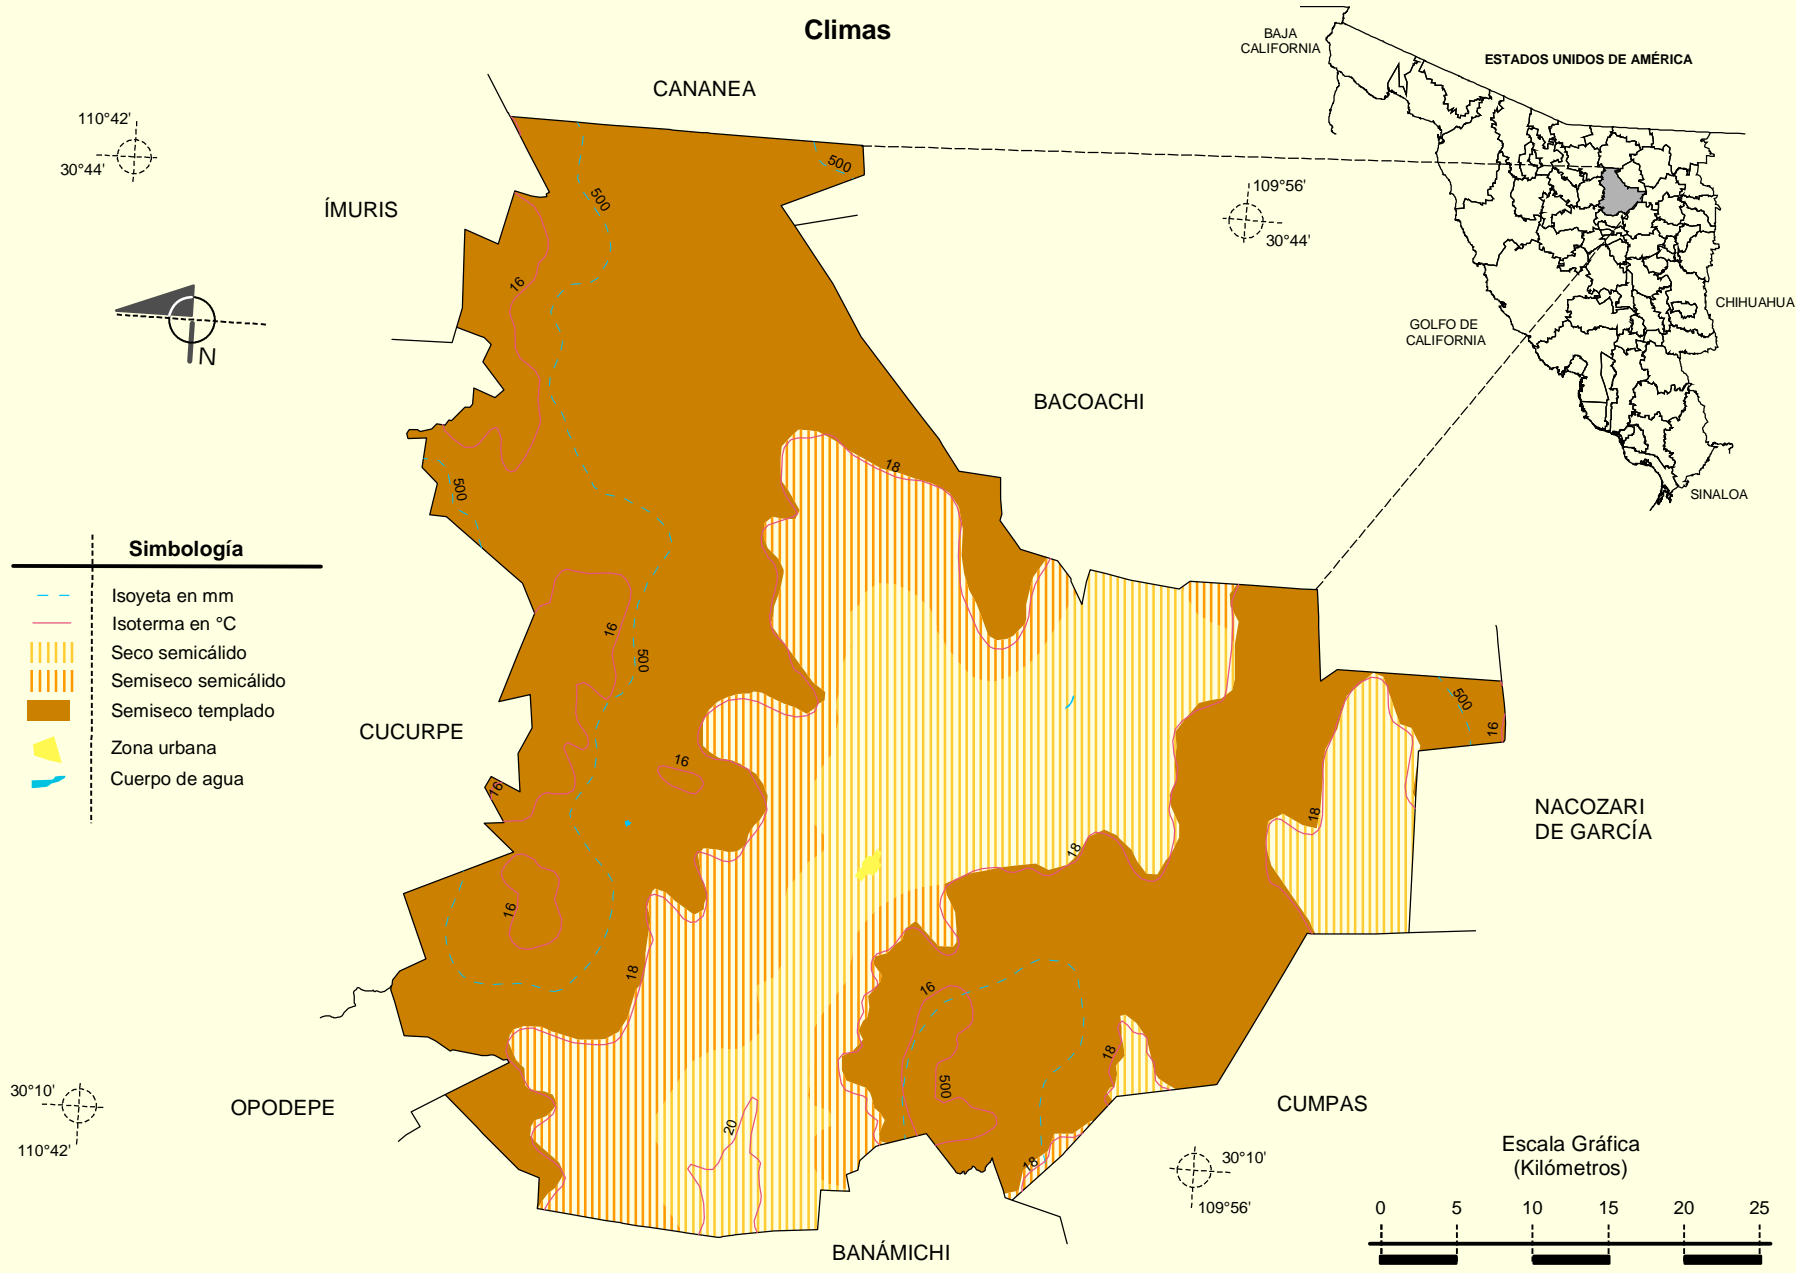 Climas
BAJA
CALIFORNIA
ESTADOS UNIDOS DE AMÉRICA
CANANEA
110°42'
30°44'
500
500
109°56'
30°44'
ÍMURIS
16
N
CHIHUAHUA
GOLFO DE
CALIFORNIA
BACOACHI
18
500
SINALOA
Simbología
Isoyeta en mm
Isoterma en °C
Seco semicálido
Semiseco semicálido
Semiseco templado
Zona urbana
Cuerpo de agua
16
500
500
16
CUCURPE
16
16
18
18
NACOZARI
DE GARCÍA
16
18
16
18
500
30°10'
110°42'
OPODEPE
20
CUMPAS
18
30°10'
109°56'
Escala Gráfica
(Kilómetros)
0 5 10 15 20 25
BANÁMICHI